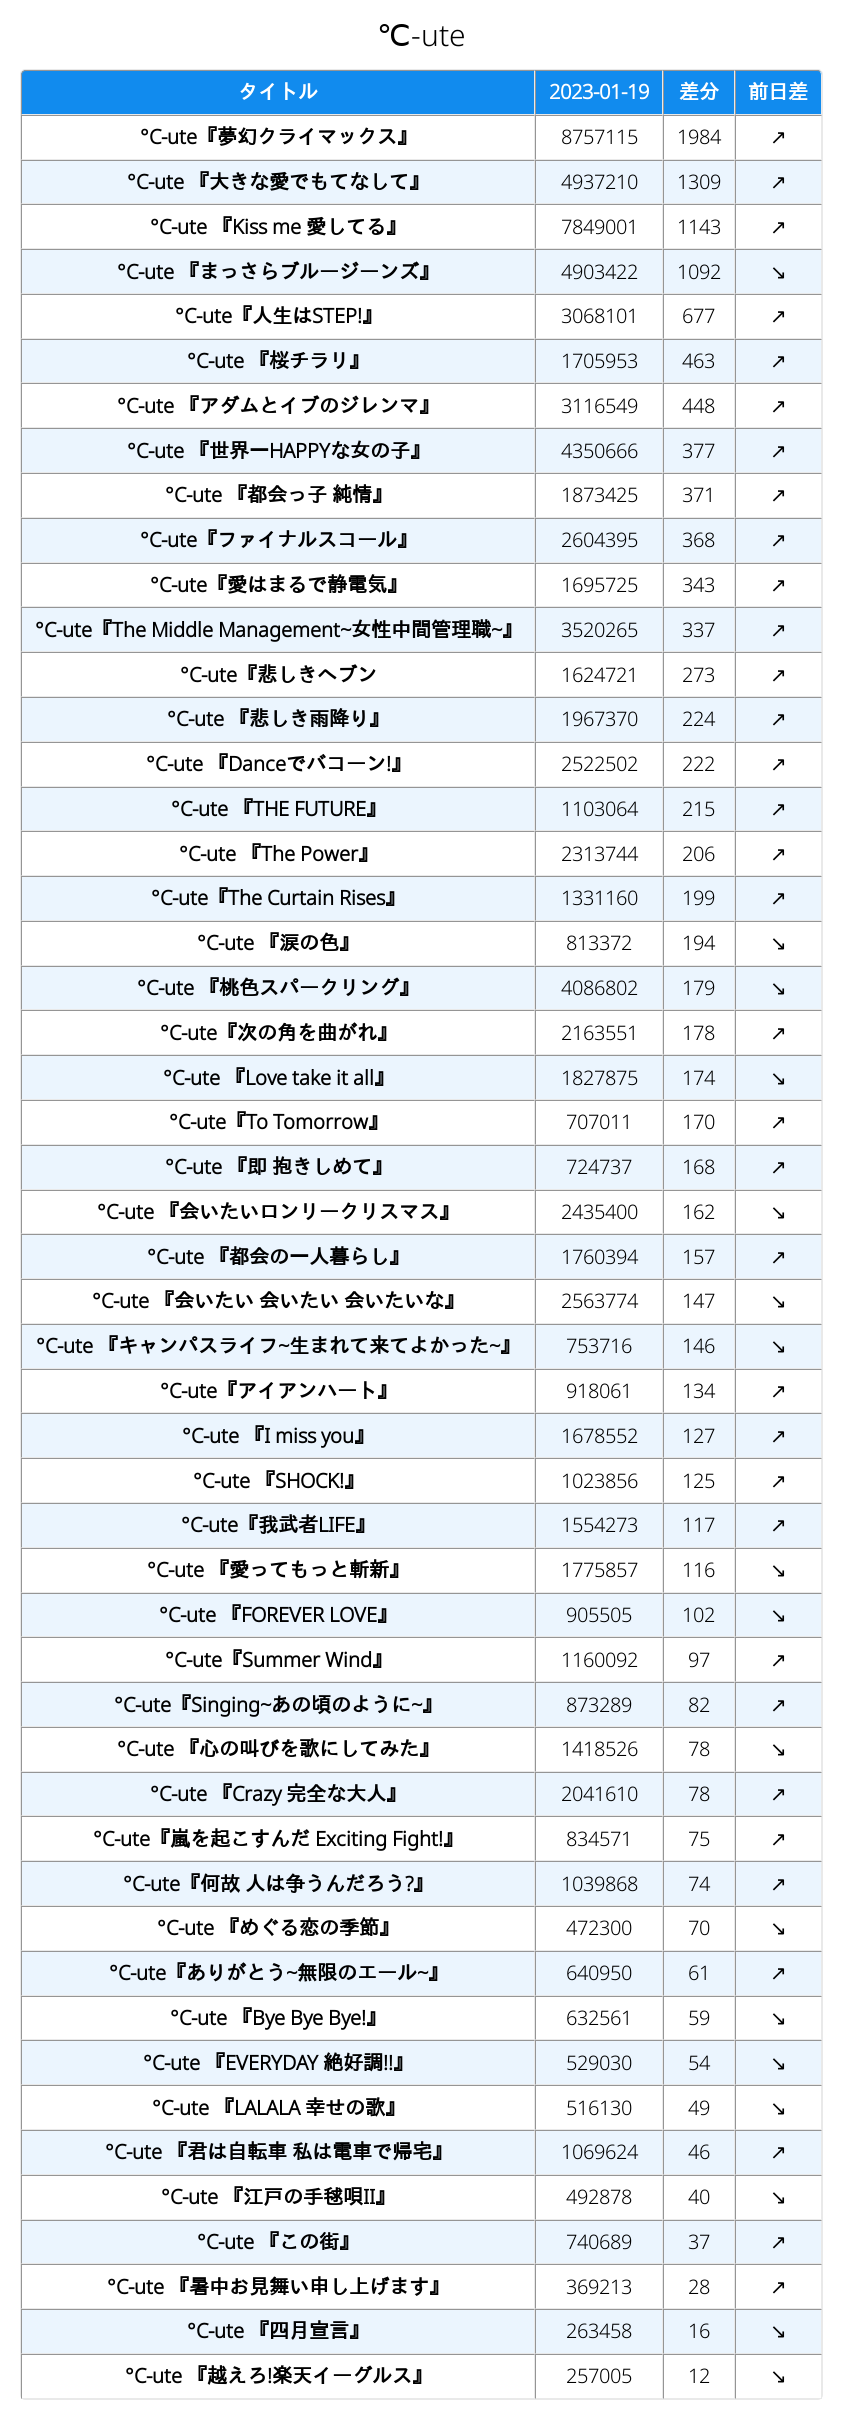 ℃-ute
タイトル 2023-01-19 差分 前日差
°C-ute『夢幻クライマックス』 8757115 1984 ↗
°C-ute 『大きな愛でもてなして』 4937210 1309 ↗
°C-ute 『Kiss me 愛してる』 7849001 1143 ↗
°C-ute 『まっさらブルージーンズ』 4903422 1092 ↘
°C-ute『人生はSTEP!』 3068101 677 ↗
°C-ute 『桜チラリ』 1705953 463 ↗
°C-ute 『アダムとイブのジレンマ』 3116549 448 ↗
°C-ute 『世界一HAPPYな女の子』 4350666 377 ↗
°C-ute 『都会っ子 純情』 1873425 371 ↗
°C-ute『ファイナルスコール』 2604395 368 ↗
°C-ute『愛はまるで静電気』 1695725 343 ↗
°C-ute『The Middle Management~女性中間管理職~』 3520265 337 ↗
°C-ute『悲しきヘブン 1624721 273 ↗
°C-ute 『悲しき雨降り』 1967370 224 ↗
°C-ute 『Danceでバコーン!』 2522502 222 ↗
°C-ute 『THE FUTURE』 1103064 215 ↗
°C-ute 『The Power』 2313744 206 ↗
°C-ute『The Curtain Rises』 1331160 199 ↗
°C-ute 『涙の色』 813372 194 ↘
°C-ute 『桃色スパークリング』 4086802 179 ↘
°C-ute『次の角を曲がれ』 2163551 178 ↗
°C-ute 『Love take it all』 1827875 174 ↘
°C-ute『To Tomorrow』 707011 170 ↗
°C-ute 『即 抱きしめて』 724737 168 ↗
°C-ute 『会いたいロンリークリスマス』 2435400 162 ↘
°C-ute 『都会の一人暮らし』 1760394 157 ↗
°C-ute 『会いたい 会いたい 会いたいな』 2563774 147 ↘
°C-ute 『キャンパスライフ~生まれて来てよかった~』 753716 146 ↘
°C-ute『アイアンハート』 918061 134 ↗
°C-ute 『I miss you』 1678552 127 ↗
°C-ute 『SHOCK!』 1023856 125 ↗
°C-ute『我武者LIFE』 1554273 117 ↗
°C-ute 『愛ってもっと斬新』 1775857 116 ↘
°C-ute 『FOREVER LOVE』 905505 102 ↘
°C-ute『Summer Wind』 1160092 97 ↗
°C-ute『Singing~あの頃のように~』 873289 82 ↗
°C-ute 『心の叫びを歌にしてみた』 1418526 78 ↘
°C-ute 『Crazy 完全な大人』 2041610 78 ↗
°C-ute『嵐を起こすんだ Exciting Fight!』 834571 75 ↗
°C-ute『何故 人は争うんだろう?』 1039868 74 ↗
°C-ute 『めぐる恋の季節』 472300 70 ↘
°C-ute『ありがとう~無限のエール~』 640950 61 ↗
°C-ute 『Bye Bye Bye!』 632561 59 ↘
°C-ute 『EVERYDAY 絶好調!!』 529030 54 ↘
°C-ute 『LALALA 幸せの歌』 516130 49 ↘
°C-ute 『君は自転車 私は電車で帰宅』 1069624 46 ↗
°C-ute 『江戸の手毬唄II』 492878 40 ↘
°C-ute 『この街』 740689 37 ↗
°C-ute 『暑中お見舞い申し上げます』 369213 28 ↗
°C-ute 『四月宣言』 263458 16 ↘
°C-ute 『越えろ!楽天イーグルス』 257005 12 ↘